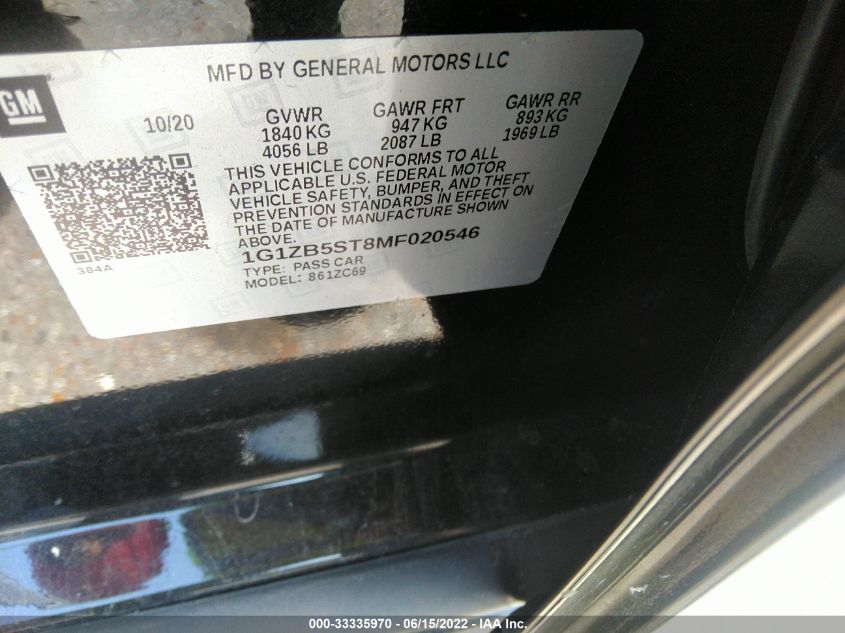 MFD BY GENERAL MOTORS LLC
GM
10/20
GVWR
1840 KG
4056 LB
GAWR FRT
947 KG
2087 LB
GAWR RR
893 KG
1969 LB
THIS VEHICLE CONFORMS TO ALL
APPLICABLE U.S. FEDERAL MOTOR
VEHICLE SAFETY, BUMPER, AND THEFT
PREVENTION STANDARDS IN EFFECT ON
THE DATE OF MANUFACTURE SHOWN
ABOVE.
1G1ZB5ST8MF020546
384A
TYPE: PASS CAR
MODEL: 861ZC69
000-33335970 - 06/15/2022 - IAA Inc.